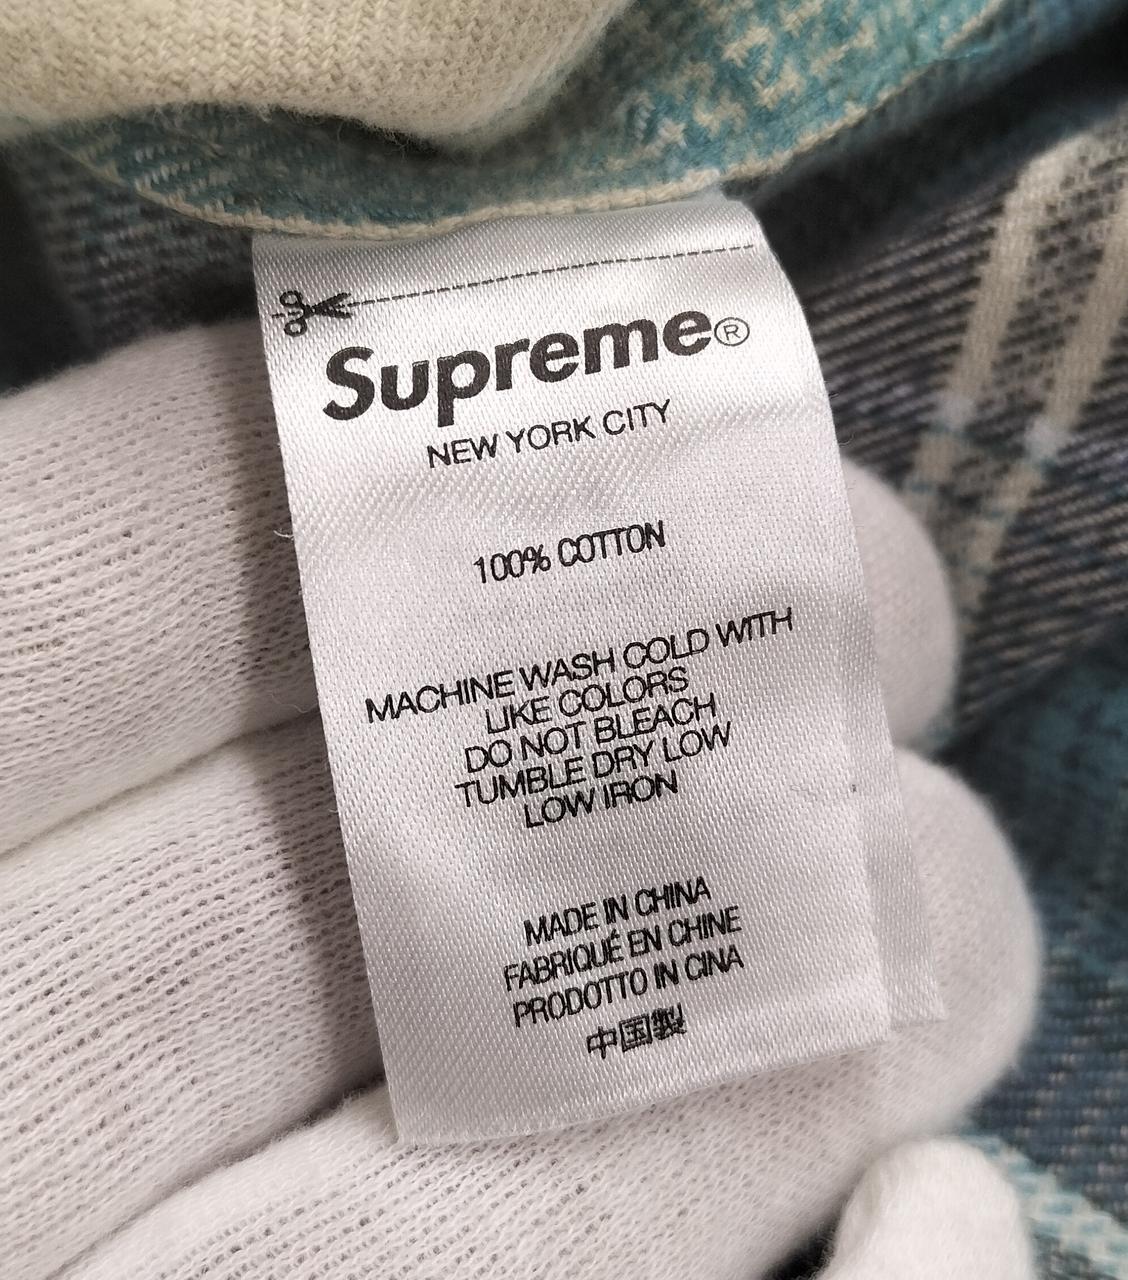 Supreme®
NEW YORK CITY
100% COTTON
MACHINE WASH COLD WITH
LIKE COLORS
DO NOT BLEACH
TUMBLE DRY LOW
LOW IRON
MADE IN CHINA
FABRIQUÉ EN CHINE
PRODOTTO IN CINA
中国製